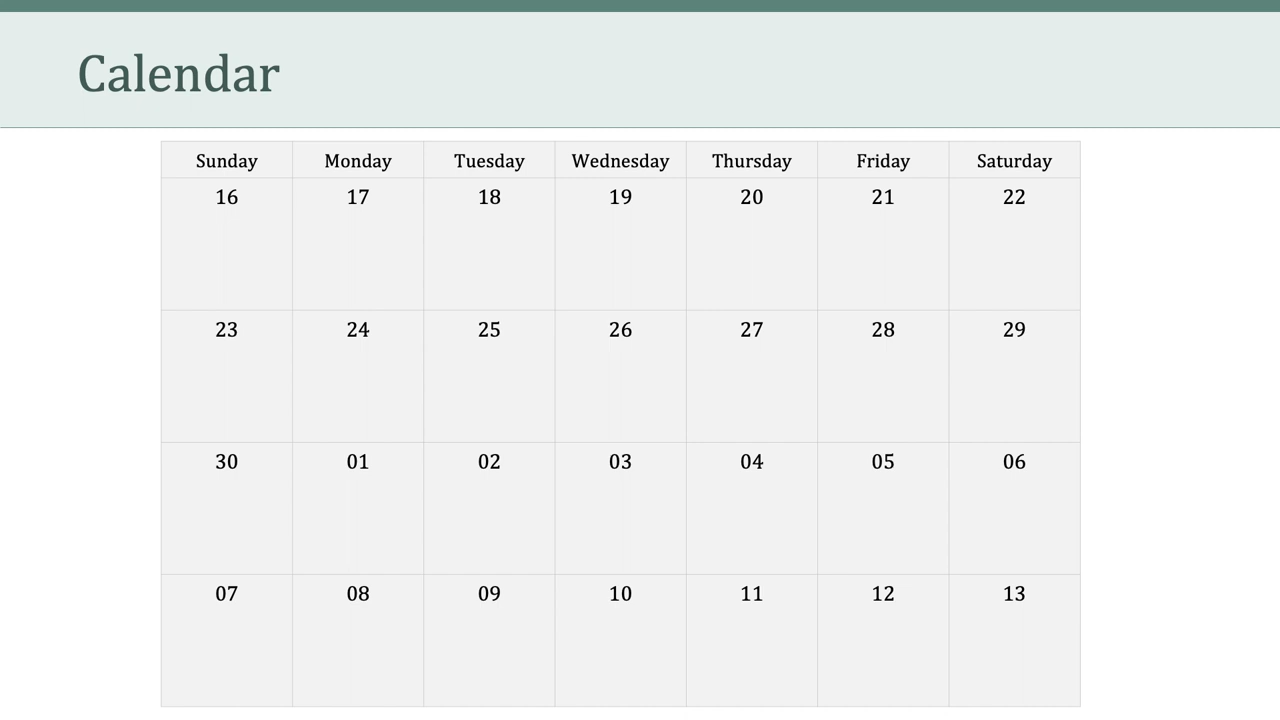 Calendar
Sunday Monday Tuesday Wednesday Thursday Friday Saturday
16 17 18 19 20 21 22
23 24 25 26 27 28 29
30 01 02 03 04 05 06
07 08 09 10 11 12 13